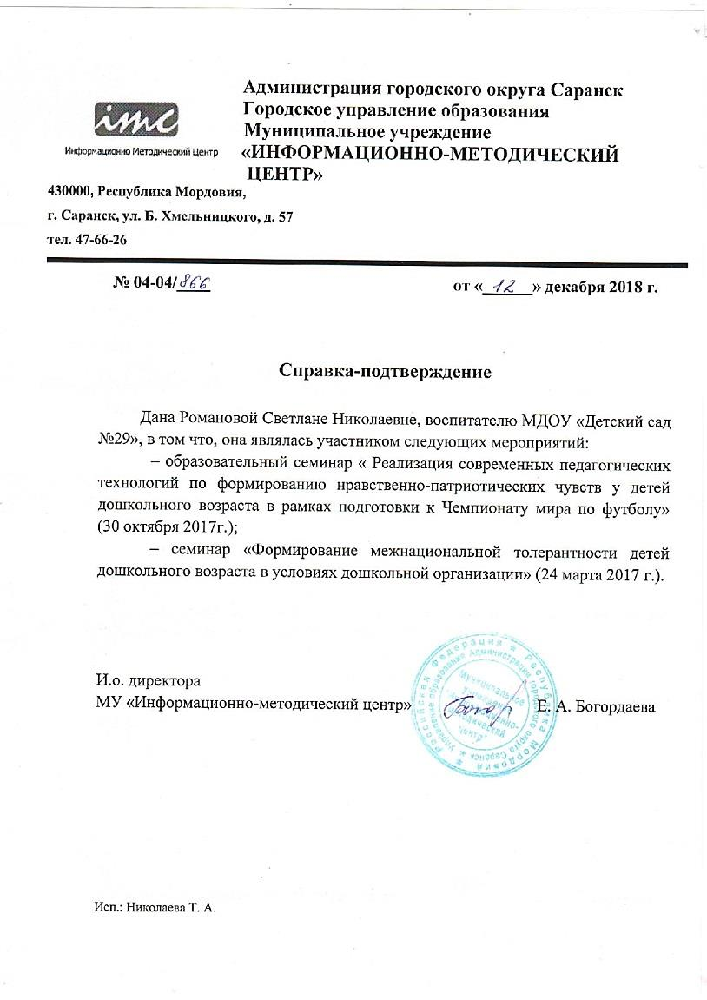 Администрация городского округа Саранск
Городское управление образования
Муниципальное учреждение
«ИНФОРМАЦИОННО-МЕТОДИЧЕСКИЙ
ЦЕНТР»
imc
Информационно Методический Центр
430000, Республика Мордовия,
г. Саранск, ул. Б. Хмельницкого, д. 57
тел. 47-66-26
№ 04-04/866 от «12» декабря 2018 г.
Справка-подтверждение
Дана Романовой Светлане Николаевне, воспитателю МДОУ «Детский сад
№29», в том что, она являлась участником следующих мероприятий:
– образовательный семинар « Реализация современных педагогических
технологий по формированию нравственно-патриотических чувств у детей
дошкольного возраста в рамках подготовки к Чемпионату мира по футболу»
(30 октября 2017г.);
– семинар «Формирование межнациональной толерантности детей
дошкольного возраста в условиях дошкольной организации» (24 марта 2017 г.).
И.о. директора
МУ «Информационно-методический центр» Е. А. Богордаева
Российская Федерация * Республика Мордовия *
Управление образования Администрации городского округа Саранск *
Муниципальное
учреждение
"Информационно-
методический
центр"
Исп.: Николаева Т. А.